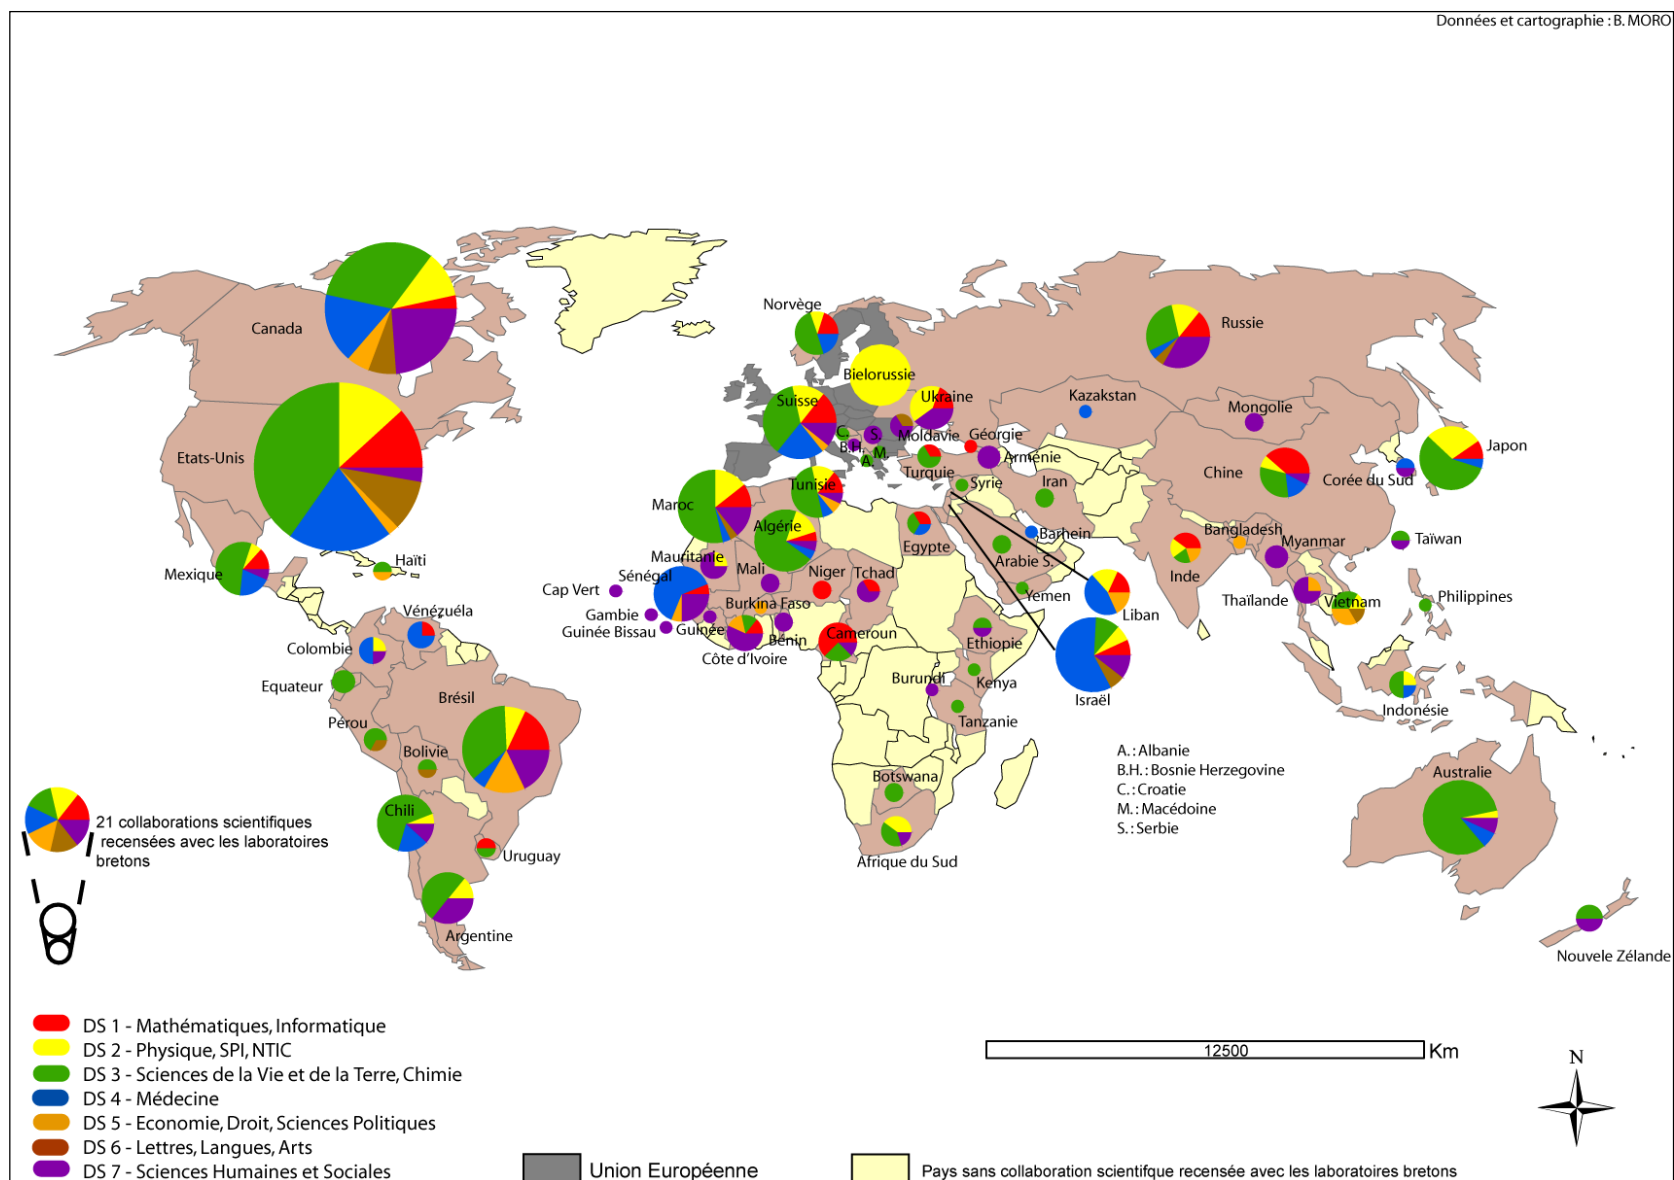 Données et cartographie : B. MORO
Canada
Etats-Unis
Mexique
Haïti
Vénézuéla
Colombie
Equateur
Brésil
Pérou
Bolivie
Chili
Uruguay
Argentine
Norvège
Bielorussie
Suisse
Ukraine
Russie
Kazakstan
Mongolie
Japon
C.
B.H.
S.
M.
A.
Moldavie
Géorgie
Arménie
Turquie
Syrie
Iran
Chine
Corée du Sud
Maroc
Tunisie
Algérie
Egypte
Barhein
Arabie S.
Yemen
Bangladesh
Myanmar
Taïwan
Inde
Thaïlande
Vietnam
Philippines
Mauritanie
Mali
Niger
Tchad
Sénégal
Cap Vert
Gambie
Guinée Bissau
Guinée
Burkina Faso
Bénin
Côte d'Ivoire
Cameroun
Ethiopie
Liban
Israël
Burundi
Kenya
Tanzanie
Indonésie
Botswana
Afrique du Sud
Australie
Nouvele Zélande
A. : Albanie
B.H. : Bosnie Herzegovine
C. : Croatie
M. : Macédoine
S. : Serbie
21 collaborations scientifiques
recensées avec les laboratoires
bretons
DS 1 - Mathématiques, Informatique
DS 2 - Physique, SPI, NTIC
DS 3 - Sciences de la Vie et de la Terre, Chimie
DS 4 - Médecine
DS 5 - Economie, Droit, Sciences Politiques
DS 6 - Lettres, Langues, Arts
DS 7 - Sciences Humaines et Sociales
12500 Km
N
Union Européenne
Pays sans collaboration scientifque recensée avec les laboratoires bretons